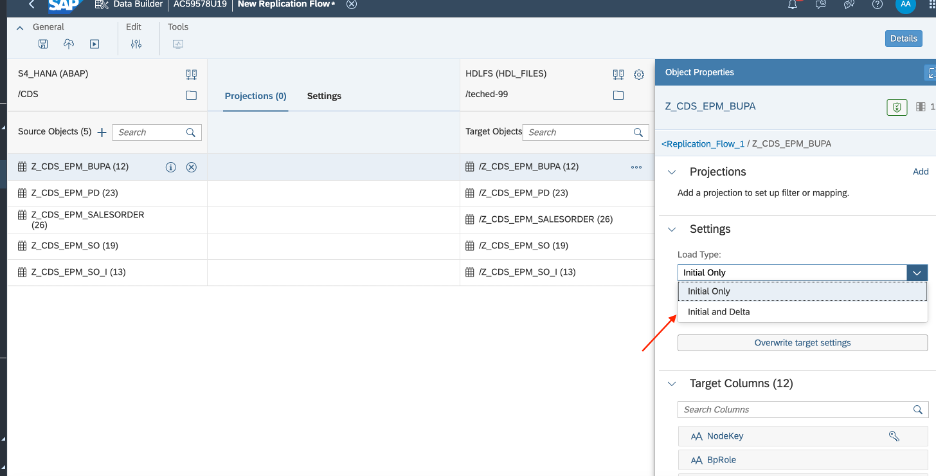 SAP Data Builder | AC59578U19 | New Replication Flow*
AA
General
Edit
Tools
Details
S4_HANA (ABAP)
/CDS
Projections (0)
Settings
HDLFS (HDL_FILES)
/teched-99
Source Objects (5)
Search
Target Objects
Search
Z_CDS_EPM_BUPA (12)
/Z_CDS_EPM_BUPA (12)
Z_CDS_EPM_PD (23)
/Z_CDS_EPM_PD (23)
Z_CDS_EPM_SALESORDER
(26)
/Z_CDS_EPM_SALESORDER (26)
Z_CDS_EPM_SO (19)
/Z_CDS_EPM_SO (19)
Z_CDS_EPM_SO_I (13)
/Z_CDS_EPM_SO_I (13)
Object Properties
Z_CDS_EPM_BUPA
1
<Replication_Flow_1 / Z_CDS_EPM_BUPA
Projections
Add
Add a projection to set up filter or mapping.
Settings
Load Type:
Initial Only
Initial Only
Initial and Delta
Overwrite target settings
Target Columns (12)
Search Columns
AA NodeKey
AA BpRole